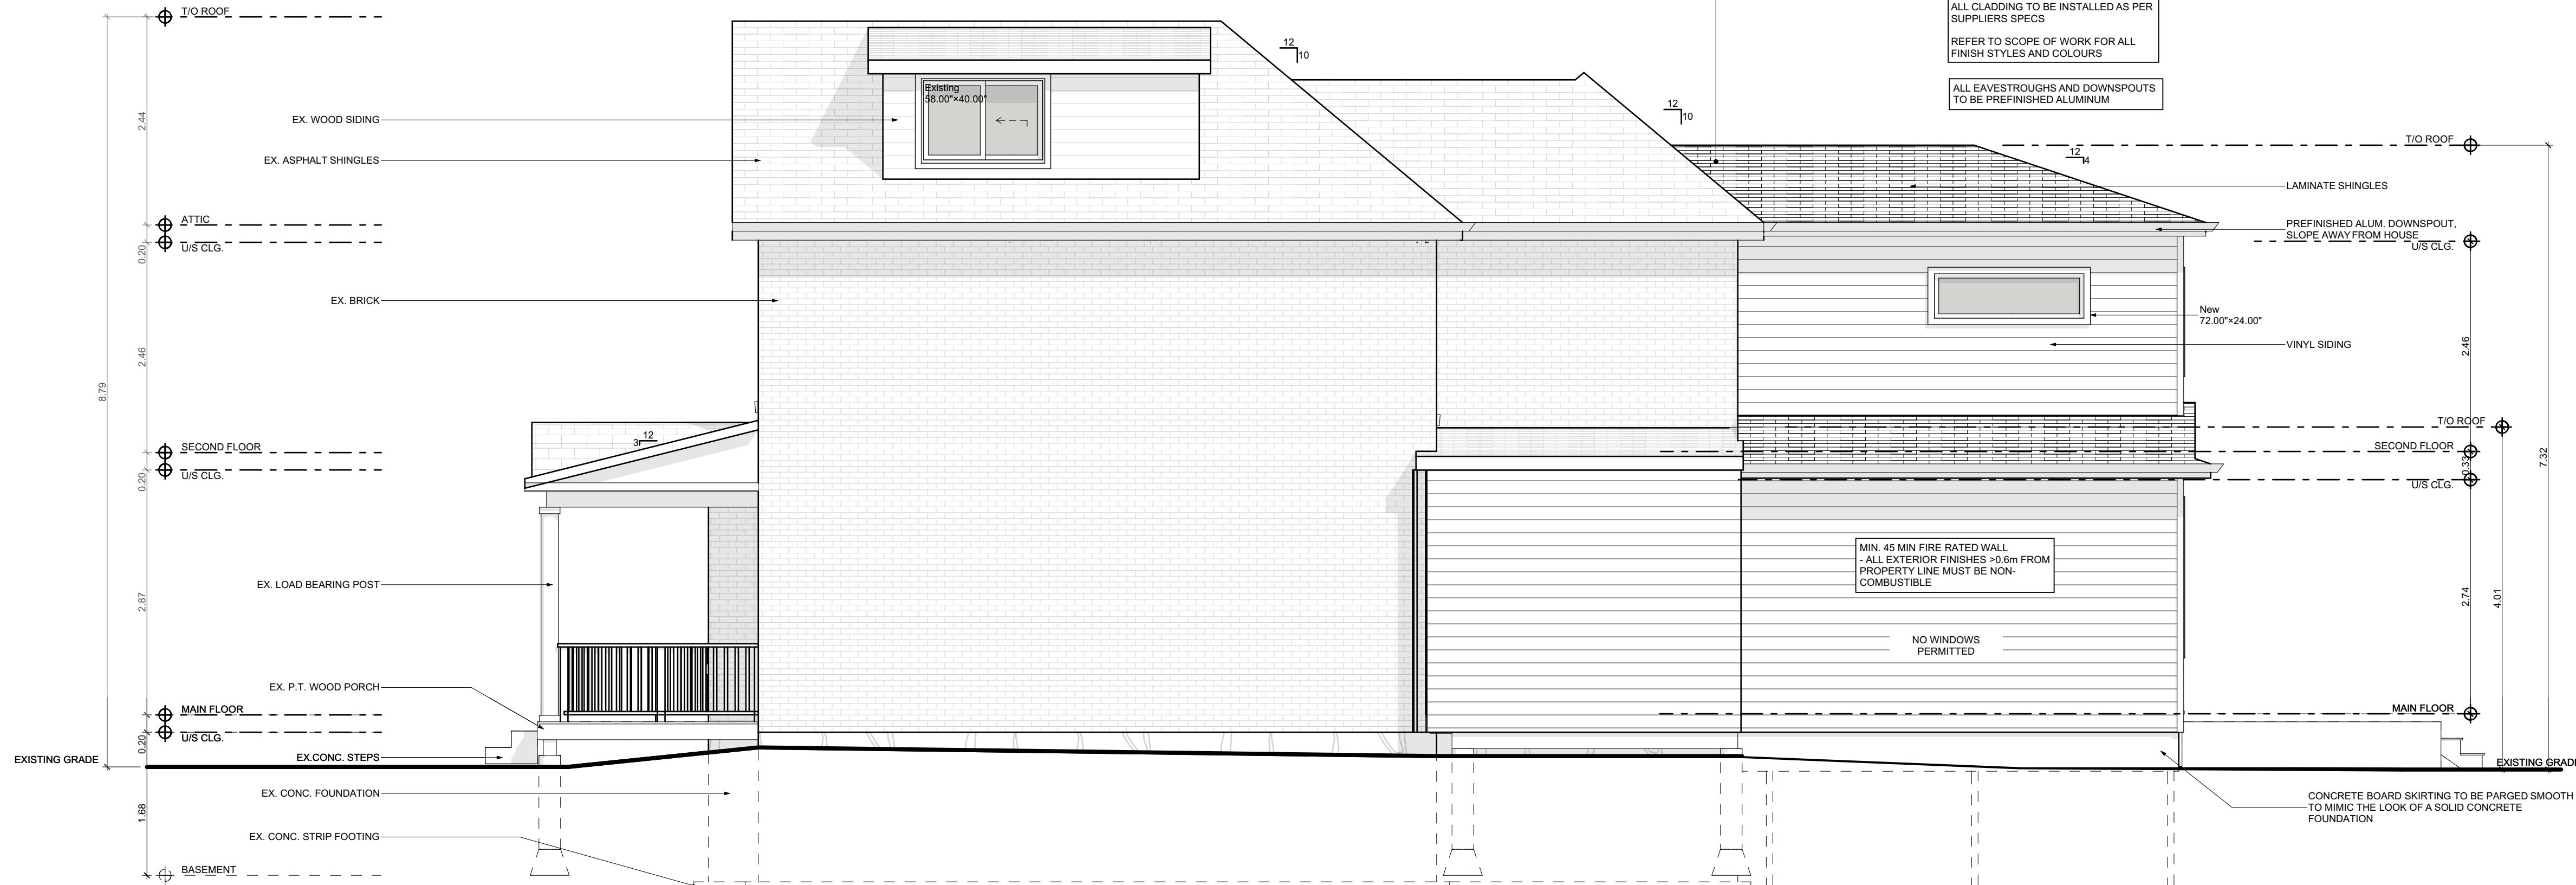 T/O ROOF
ALL CLADDING TO BE INSTALLED AS PER
SUPPLIERS SPECS
REFER TO SCOPE OF WORK FOR ALL
FINISH STYLES AND COLOURS
ALL EAVESTROUGHS AND DOWNSPOUTS
TO BE PREFINISHED ALUMINUM
12
10
12
10
12
4
Existing
58.00"×40.00"
EX. WOOD SIDING
EX. ASPHALT SHINGLES
2.44
T/O ROOF
LAMINATE SHINGLES
ATTIC
U/S CLG.
0.20
PREFINISHED ALUM. DOWNSPOUT,
SLOPE AWAY FROM HOUSE
U/S CLG.
EX. BRICK
New
72.00"×24.00"
VINYL SIDING
2.46
2.46
8.79
T/O ROOF
SECOND FLOOR
U/S CLG.
0.20
12
3
SECOND FLOOR
0.33
U/S CLG.
7.32
MIN. 45 MIN FIRE RATED WALL
- ALL EXTERIOR FINISHES >0.6m FROM
PROPERTY LINE MUST BE NON-
COMBUSTIBLE
EX. LOAD BEARING POST
2.87
2.74
4.01
NO WINDOWS
PERMITTED
EX. P.T. WOOD PORCH
MAIN FLOOR
U/S CLG.
0.20
MAIN FLOOR
EXISTING GRADE
EX.CONC. STEPS
EXISTING GRADE
EX. CONC. FOUNDATION
1.68
CONCRETE BOARD SKIRTING TO BE PARGED SMOOTH
TO MIMIC THE LOOK OF A SOLID CONCRETE
FOUNDATION
EX. CONC. STRIP FOOTING
BASEMENT